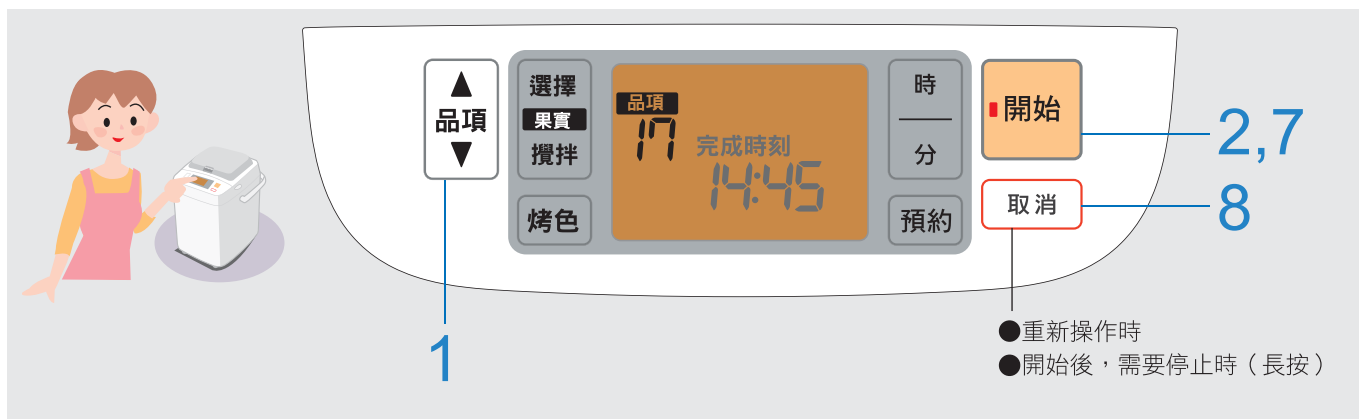 ▲
品項
▼
選擇
果實
攪拌
烤色
品項
17
完成時刻
14:45
時
分
預約
開始
取消
2,7
8
1
●重新操作時
●開始後，需要停止時（長按）